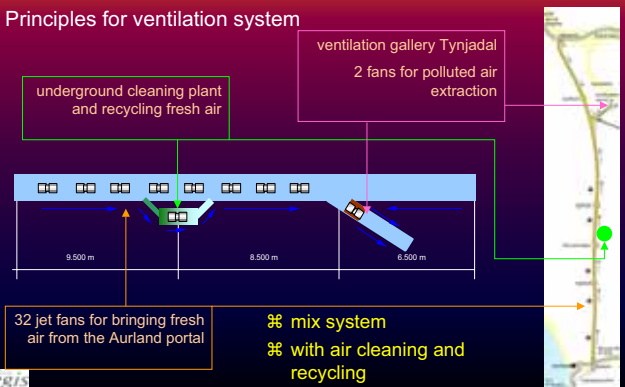 Principles for ventilation system
ventilation gallery Tynjadal
2 fans for polluted air
extraction
underground cleaning plant
and recycling fresh air
9.500 m
8.500 m
6.500 m
32 jet fans for bringing fresh
air from the Aurland portal
⌘ mix system
⌘ with air cleaning and
recycling
egis